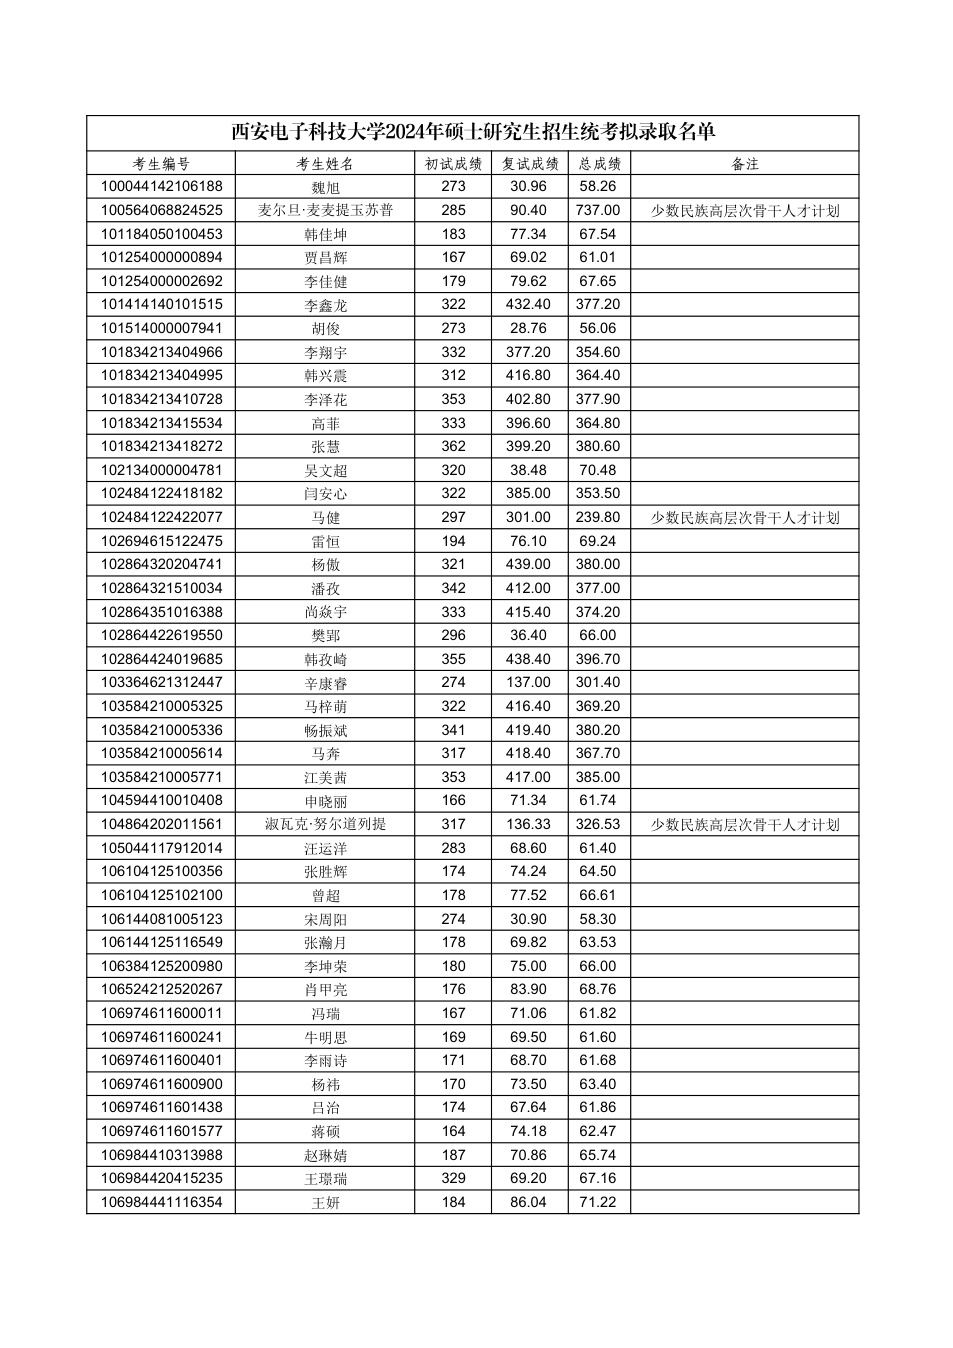 西安电子科技大学2024年硕士研究生招生统考拟录取名单
考生编号 考生姓名 初试成绩 复试成绩 总成绩 备注
100044142106188 魏旭 273 30.96 58.26
100564068824525 麦尔旦·麦麦提玉苏普 285 90.40 737.00 少数民族高层次骨干人才计划
101184050100453 韩佳坤 183 77.34 67.54
101254000000894 贾昌辉 167 69.02 61.01
101254000002692 李佳健 179 79.62 67.65
101414140101515 李鑫龙 322 432.40 377.20
101514000007941 胡俊 273 28.76 56.06
101834213404966 李翔宇 332 377.20 354.60
101834213404995 韩兴震 312 416.80 364.40
101834213410728 李泽花 353 402.80 377.90
101834213415534 高菲 333 396.60 364.80
101834213418272 张慧 362 399.20 380.60
102134000004781 吴文超 320 38.48 70.48
102484122418182 闫安心 322 385.00 353.50
102484122422077 马健 297 301.00 239.80 少数民族高层次骨干人才计划
102694615122475 雷恒 194 76.10 69.24
102864320204741 杨傲 321 439.00 380.00
102864321510034 潘孜 342 412.00 377.00
102864351016388 尚焱宇 333 415.40 374.20
102864422619550 樊郢 296 36.40 66.00
102864424019685 韩孜崎 355 438.40 396.70
103364621312447 辛康睿 274 137.00 301.40
103584210005325 马梓萌 322 416.40 369.20
103584210005336 畅振斌 341 419.40 380.20
103584210005614 马奔 317 418.40 367.70
103584210005771 江美茜 353 417.00 385.00
104594410010408 申晓丽 166 71.34 61.74
104864202011561 淑瓦克·努尔道列提 317 136.33 326.53 少数民族高层次骨干人才计划
105044117912014 汪运洋 283 68.60 61.40
106104125100356 张胜辉 174 74.24 64.50
106104125102100 曾超 178 77.52 66.61
106144081005123 宋周阳 274 30.90 58.30
106144125116549 张瀚月 178 69.82 63.53
106384125200980 李坤荣 180 75.00 66.00
106524212520267 肖甲亮 176 83.90 68.76
106974611600011 冯瑞 167 71.06 61.82
106974611600241 牛明思 169 69.50 61.60
106974611600401 李雨诗 171 68.70 61.68
106974611600900 杨祎 170 73.50 63.40
106974611601438 吕治 174 67.64 61.86
106974611601577 蒋硕 164 74.18 62.47
106984410313988 赵琳婧 187 70.86 65.74
106984420415235 王璟瑞 329 69.20 67.16
106984441116354 王妍 184 86.04 71.22